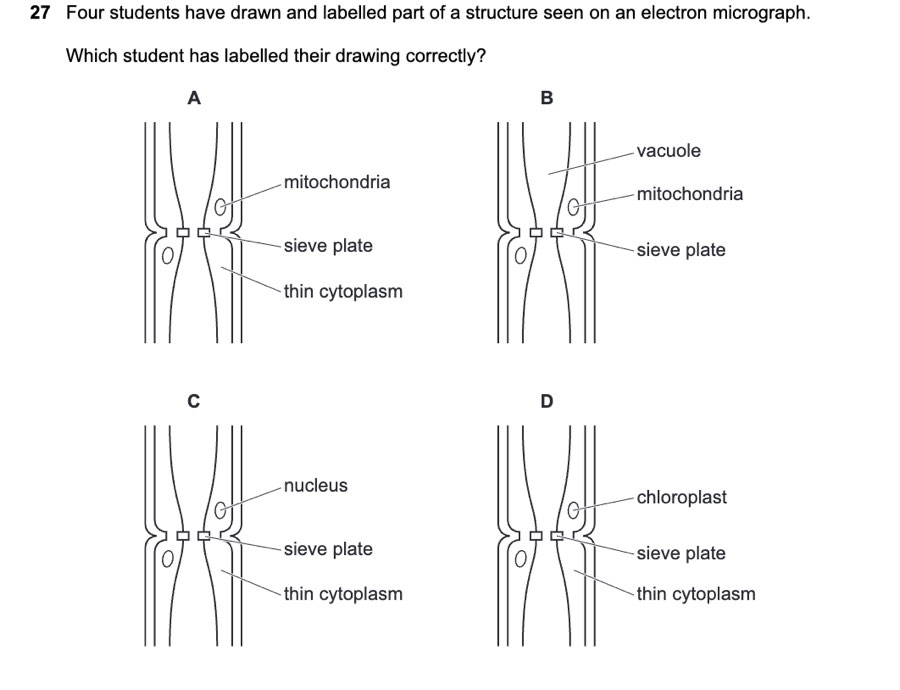 27 Four students have drawn and labelled part of a structure seen on an electron micrograph.
Which student has labelled their drawing correctly?
A
mitochondria
sieve plate
thin cytoplasm
B
vacuole
mitochondria
sieve plate
C
nucleus
sieve plate
thin cytoplasm
D
chloroplast
sieve plate
thin cytoplasm